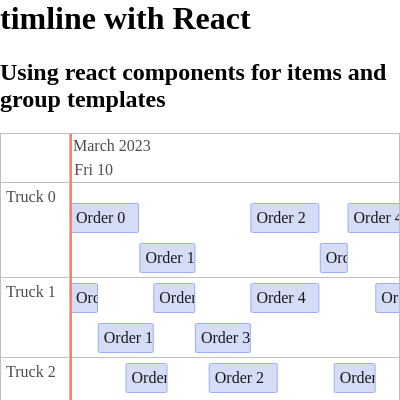 timline with React
Using react components for items and
group templates
March 2023
Fri 10
Truck 0
Order 0
Order 2
Order 4
Order 1
Orc
Truck 1
Ord
Order
Order 4
Or
Order 1
Order 3
Truck 2
Order
Order 2
Order